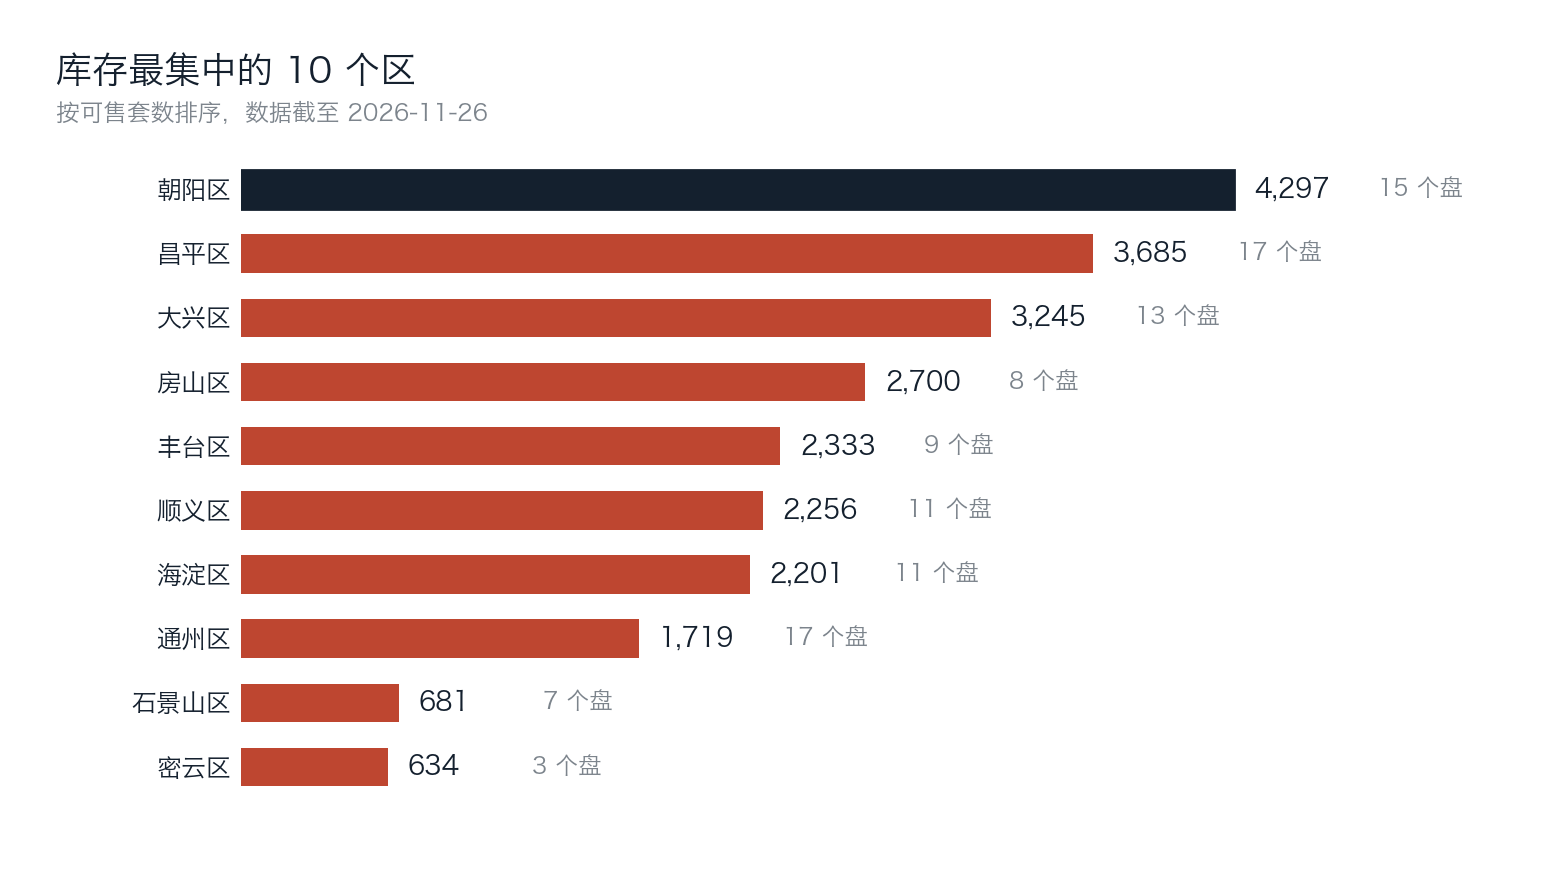 库存最集中的 10 个区
按可售套数排序，数据截至 2026-11-26
朝阳区 4,297 15 个盘
昌平区 3,685 17 个盘
大兴区 3,245 13 个盘
房山区 2,700 8 个盘
丰台区 2,333 9 个盘
顺义区 2,256 11 个盘
海淀区 2,201 11 个盘
通州区 1,719 17 个盘
石景山区 681 7 个盘
密云区 634 3 个盘